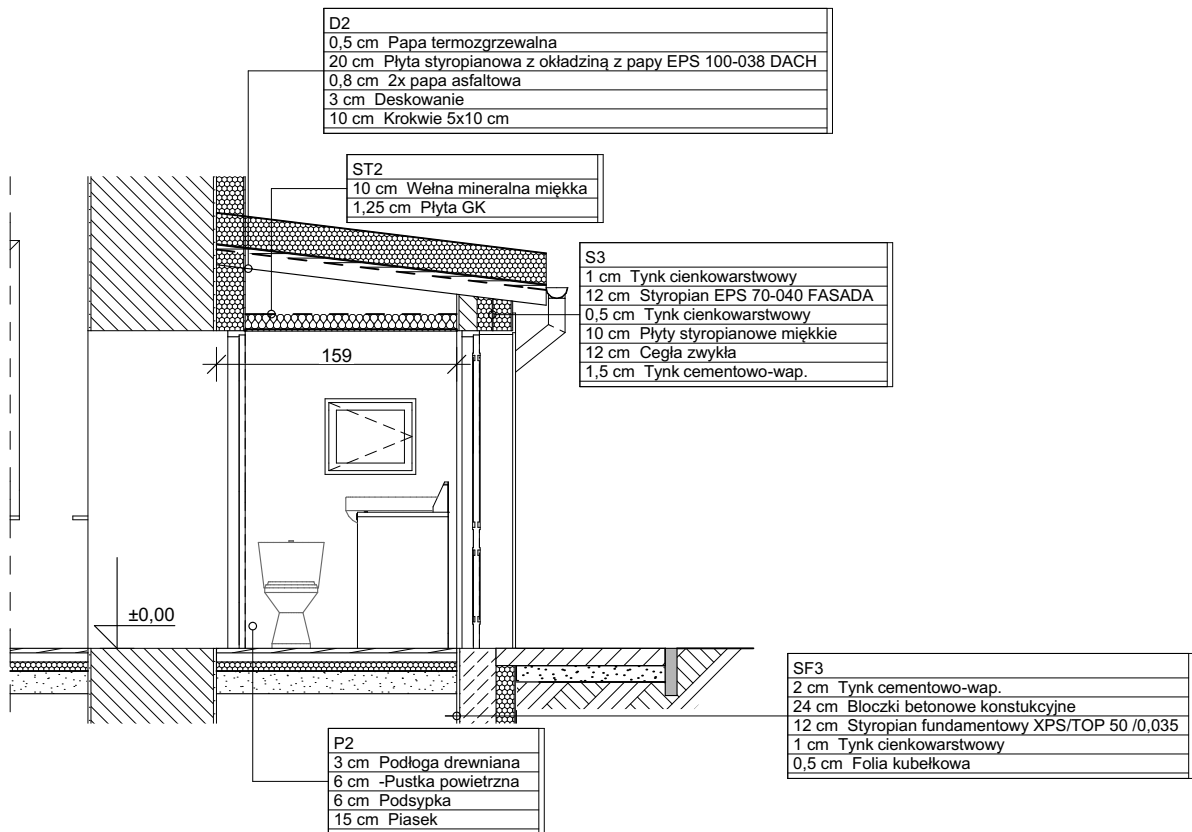 D2
0,5 cm Papa termozgrzewalna
20 cm Płyta styropianowa z okładziną z papy EPS 100-038 DACH
0,8 cm 2x papa asfaltowa
3 cm Deskowanie
10 cm Krokwie 5x10 cm
ST2
10 cm Wełna mineralna miękka
1,25 cm Płyta GK
S3
1 cm Tynk cienkowarstwowy
12 cm Styropian EPS 70-040 FASADA
0,5 cm Tynk cienkowarstwowy
10 cm Płyty styropianowe miękkie
12 cm Cegła zwykła
1,5 cm Tynk cementowo-wap.
159
±0,00
SF3
2 cm Tynk cementowo-wap.
24 cm Bloczki betonowe konstukcyjne
12 cm Styropian fundamentowy XPS/TOP 50 /0,035
1 cm Tynk cienkowarstwowy
0,5 cm Folia kubełkowa
P2
3 cm Podłoga drewniana
6 cm -Pustka powietrzna
6 cm Podsypka
15 cm Piasek